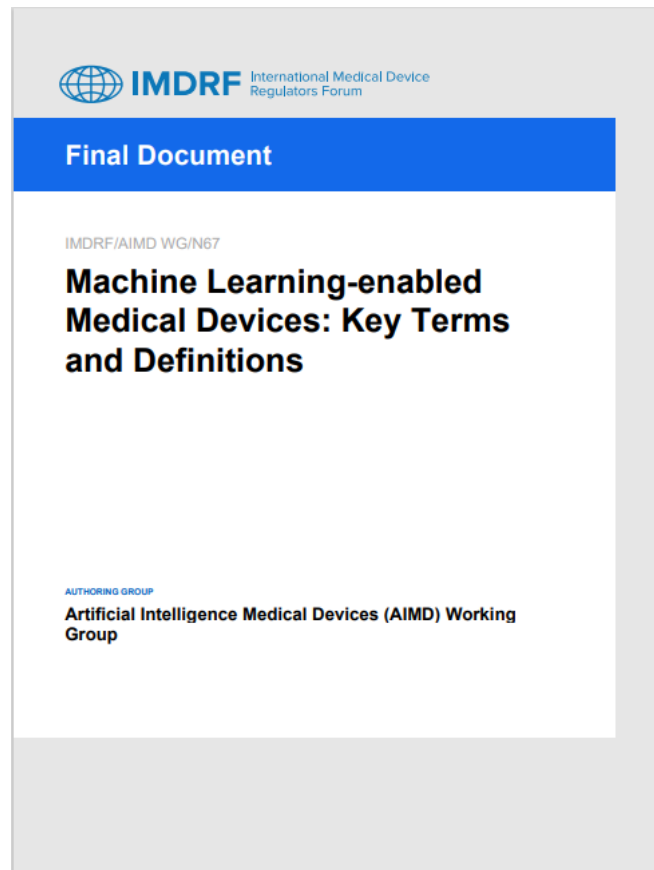 IMDRF International Medical Device
Regulators Forum
Final Document
IMDRF/AIMD WG/N67
Machine Learning-enabled
Medical Devices: Key Terms
and Definitions
AUTHORING GROUP
Artificial Intelligence Medical Devices (AIMD) Working
Group